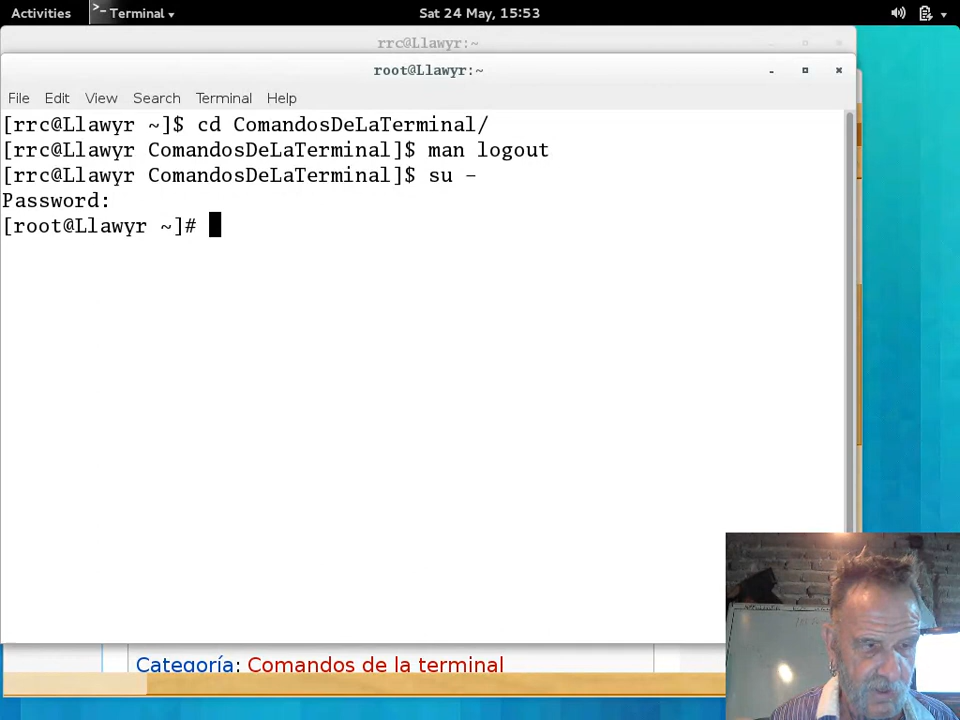 Activities
Terminal
Sat 24 May, 15:53
rrc@Llawyr:~
root@Llawyr:~
File Edit View Search Terminal Help
[rrc@Llawyr ~]$ cd ComandosDeLaTerminal/
[rrc@Llawyr ComandosDeLaTerminal]$ man logout
[rrc@Llawyr ComandosDeLaTerminal]$ su -
Password:
[root@Llawyr ~]#
Categoría: Comandos de la terminal